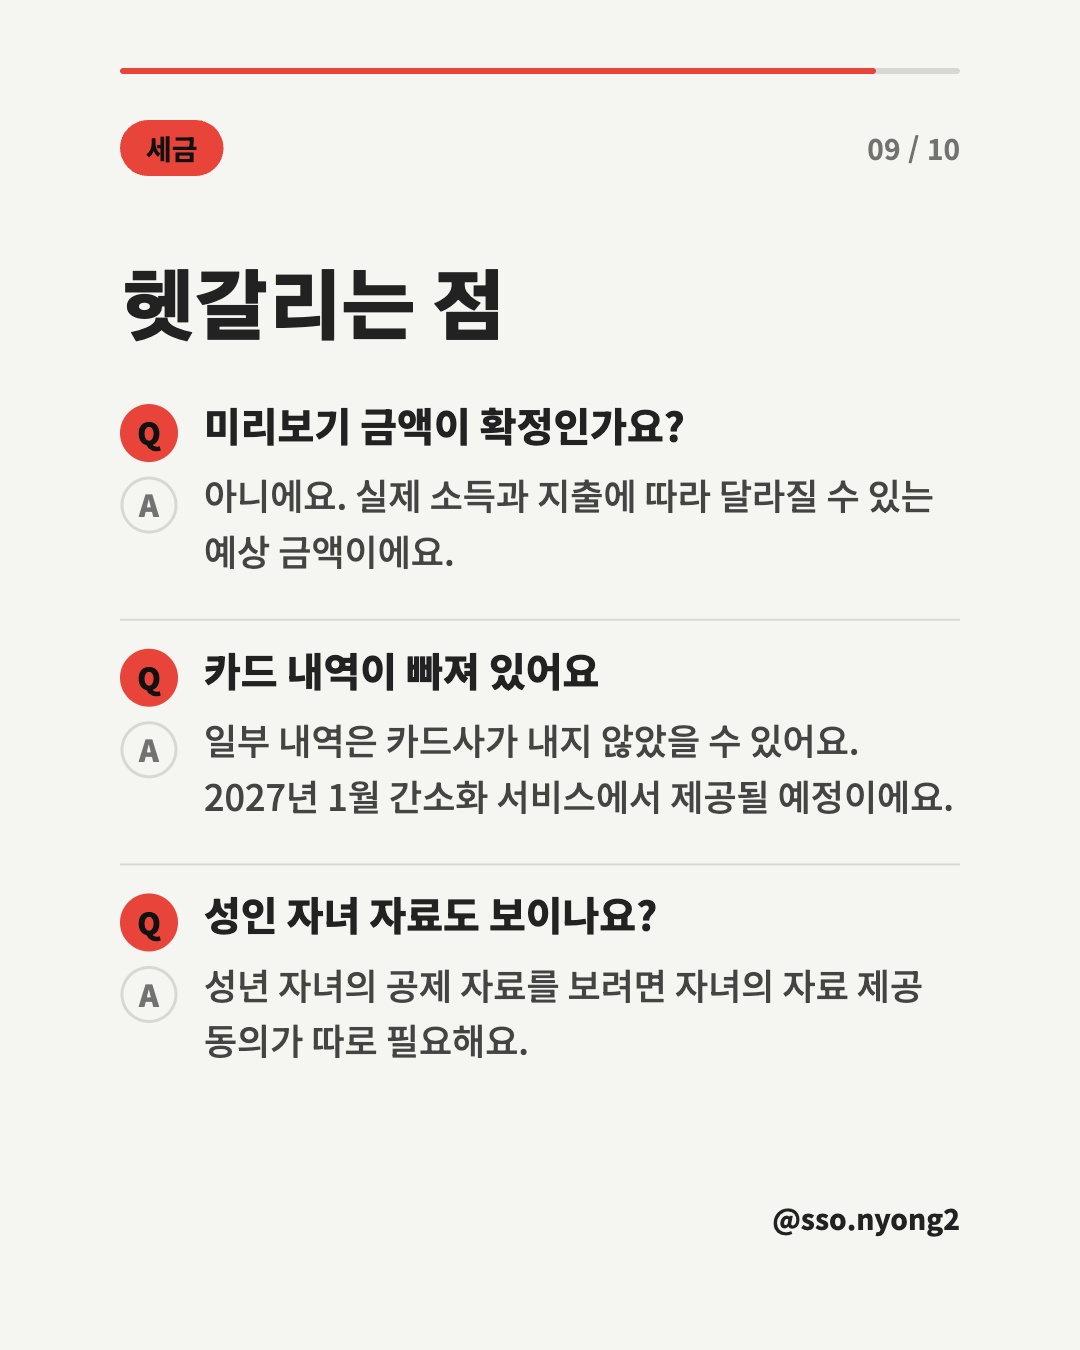 세금
09 / 10
헷갈리는 점
Q 미리보기 금액이 확정인가요?
A 아니에요. 실제 소득과 지출에 따라 달라질 수 있는
예상 금액이에요.
Q 카드 내역이 빠져 있어요
A 일부 내역은 카드사가 내지 않았을 수 있어요.
2027년 1월 간소화 서비스에서 제공될 예정이에요.
Q 성인 자녀 자료도 보이나요?
A 성년 자녀의 공제 자료를 보려면 자녀의 자료 제공
동의가 따로 필요해요.
@sso.nyong2